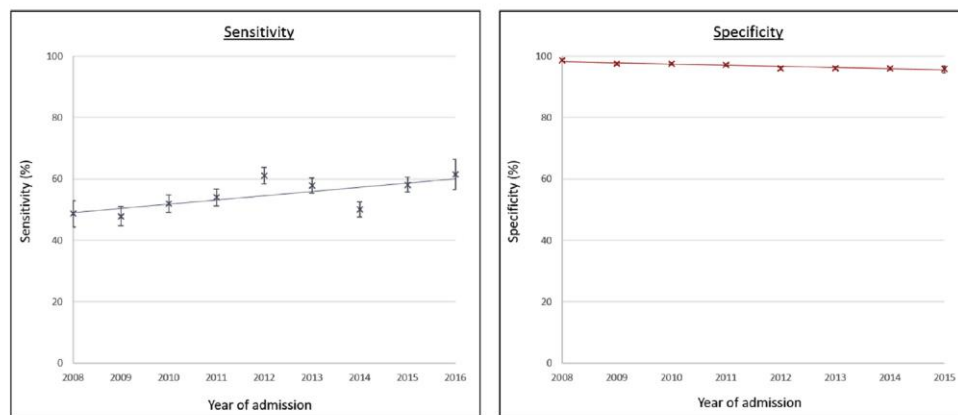 Sensitivity
100
80
60
40
20
0
Sensitivity (%)
2008 2009 2010 2011 2012 2013 2014 2015 2016
Year of admission
Specificity
100
80
60
40
20
0
Specificity (%)
2008 2009 2010 2011 2012 2013 2014 2015
Year of admission